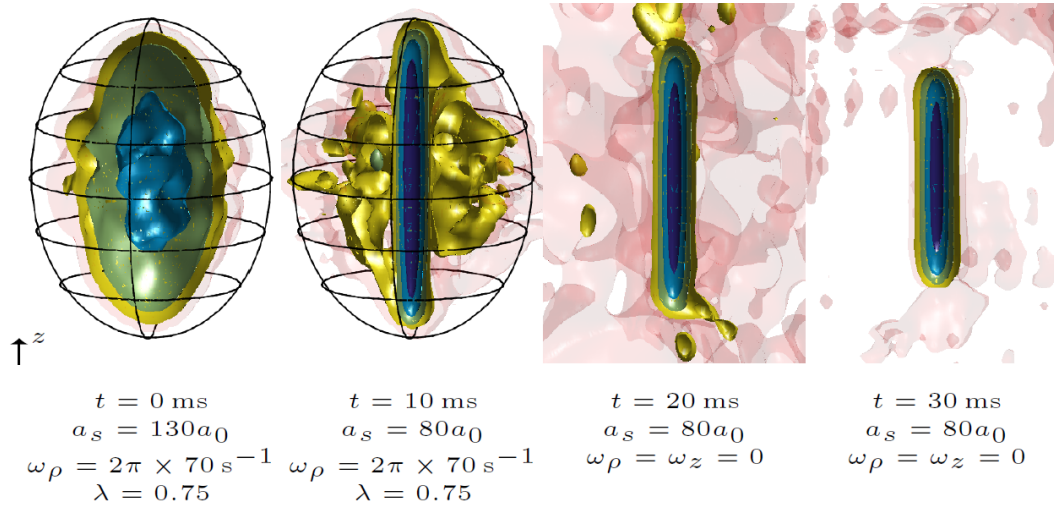 z
t = 0 ms
a_s = 130a_0
ω_ρ = 2π × 70 s⁻¹
λ = 0.75
t = 10 ms
a_s = 80a_0
ω_ρ = 2π × 70 s⁻¹
λ = 0.75
t = 20 ms
a_s = 80a_0
ω_ρ = ω_z = 0
t = 30 ms
a_s = 80a_0
ω_ρ = ω_z = 0